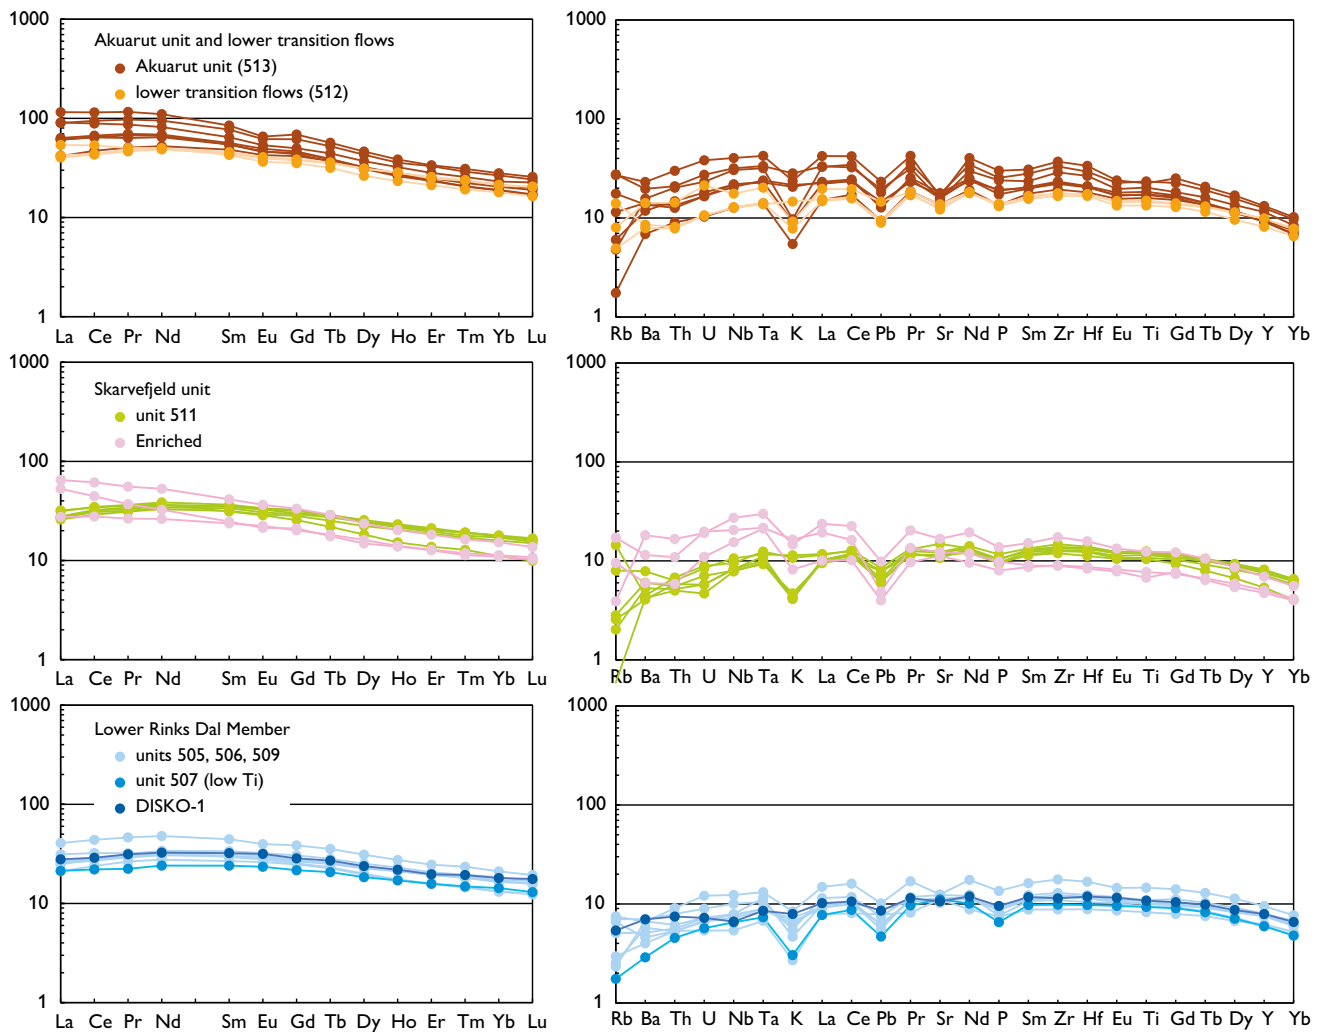 1000
100
10
1
Akuarut unit and lower transition flows
Akuarut unit (513)
lower transition flows (512)
La Ce Pr Nd Sm Eu Gd Tb Dy Ho Er Tm Yb Lu
1000
100
10
1
Rb Ba Th U Nb Ta K La Ce Pb Pr Sr Nd P Sm Zr Hf Eu Ti Gd Tb Dy Y Yb
1000
100
10
1
Skarvefjeld unit
unit 511
Enriched
La Ce Pr Nd Sm Eu Gd Tb Dy Ho Er Tm Yb Lu
1000
100
10
1
Rb Ba Th U Nb Ta K La Ce Pb Pr Sr Nd P Sm Zr Hf Eu Ti Gd Tb Dy Y Yb
1000
100
10
1
Lower Rinks Dal Member
units 505, 506, 509
unit 507 (low Ti)
DISKO-1
La Ce Pr Nd Sm Eu Gd Tb Dy Ho Er Tm Yb Lu
1000
100
10
1
Rb Ba Th U Nb Ta K La Ce Pb Pr Sr Nd P Sm Zr Hf Eu Ti Gd Tb Dy Y Yb